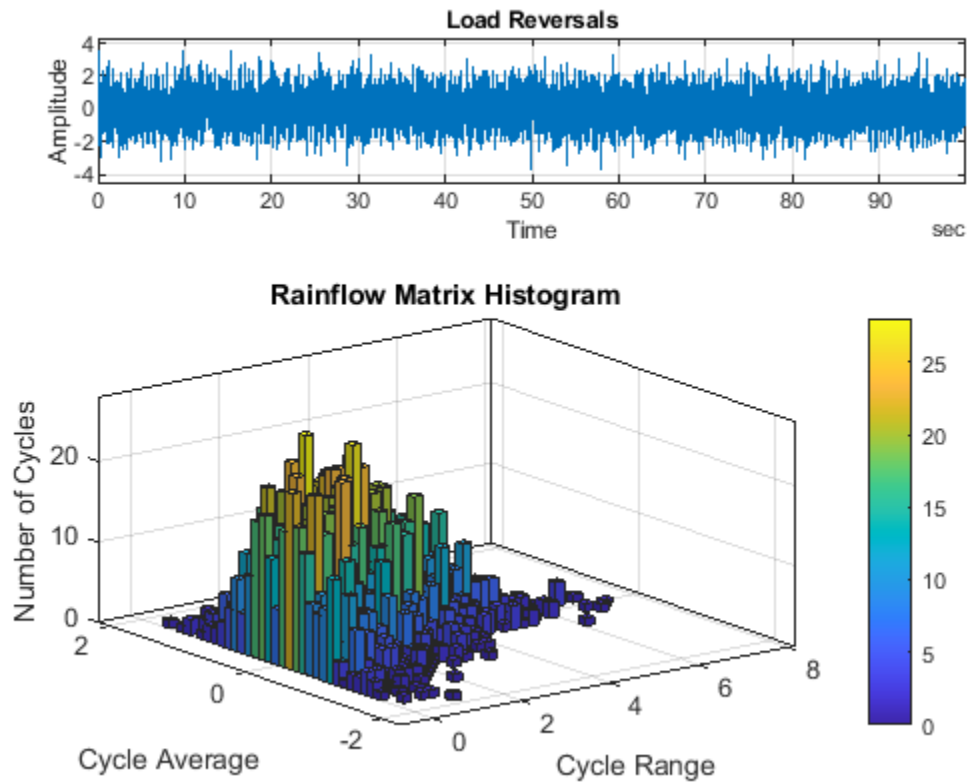 Load Reversals
4
2
0
-2
-4
Amplitude
0 10 20 30 40 50 60 70 80 90
Time
sec
Rainflow Matrix Histogram
20
10
0
Number of Cycles
2
0
-2
Cycle Average
0
2
4
6
8
Cycle Range
25
20
15
10
5
0